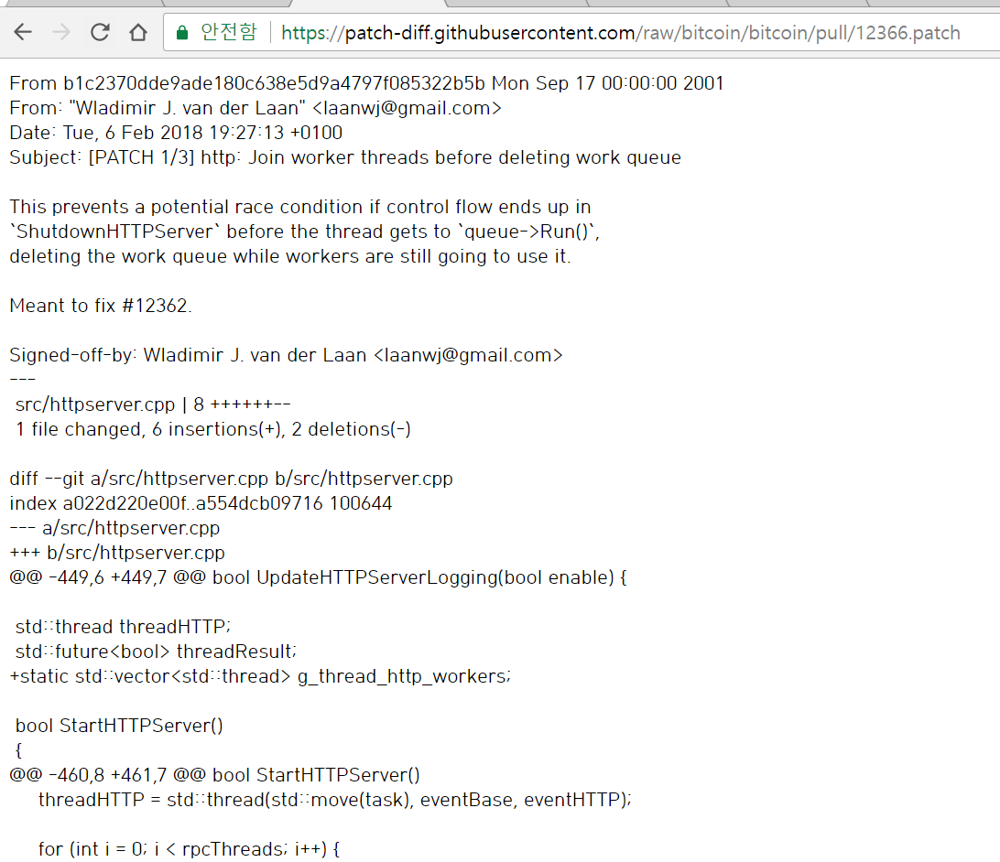 안전함 https://patch-diff.githubusercontent.com/raw/bitcoin/bitcoin/pull/12366.patch
From b1c2370dde9ade180c638e5d9a4797f085322b5b Mon Sep 17 00:00:00 2001
From: "Wladimir J. van der Laan" <laanwj@gmail.com>
Date: Tue, 6 Feb 2018 19:27:13 +0100
Subject: [PATCH 1/3] http: Join worker threads before deleting work queue

This prevents a potential race condition if control flow ends up in
`ShutdownHTTPServer` before the thread gets to `queue->Run()`,
deleting the work queue while workers are still going to use it.

Meant to fix #12362.

Signed-off-by: Wladimir J. van der Laan <laanwj@gmail.com>
---
 src/httpserver.cpp | 8 ++++++--
 1 file changed, 6 insertions(+), 2 deletions(-)

diff --git a/src/httpserver.cpp b/src/httpserver.cpp
index a022d220e00f..a554dcb09716 100644
--- a/src/httpserver.cpp
+++ b/src/httpserver.cpp
@@ -449,6 +449,7 @@ bool UpdateHTTPServerLogging(bool enable) {

 std::thread threadHTTP;
 std::future<bool> threadResult;
+static std::vector<std::thread> g_thread_http_workers;

 bool StartHTTPServer()
 {
@@ -460,8 +461,7 @@ bool StartHTTPServer()
     threadHTTP = std::thread(std::move(task), eventBase, eventHTTP);

     for (int i = 0; i < rpcThreads; i++) {